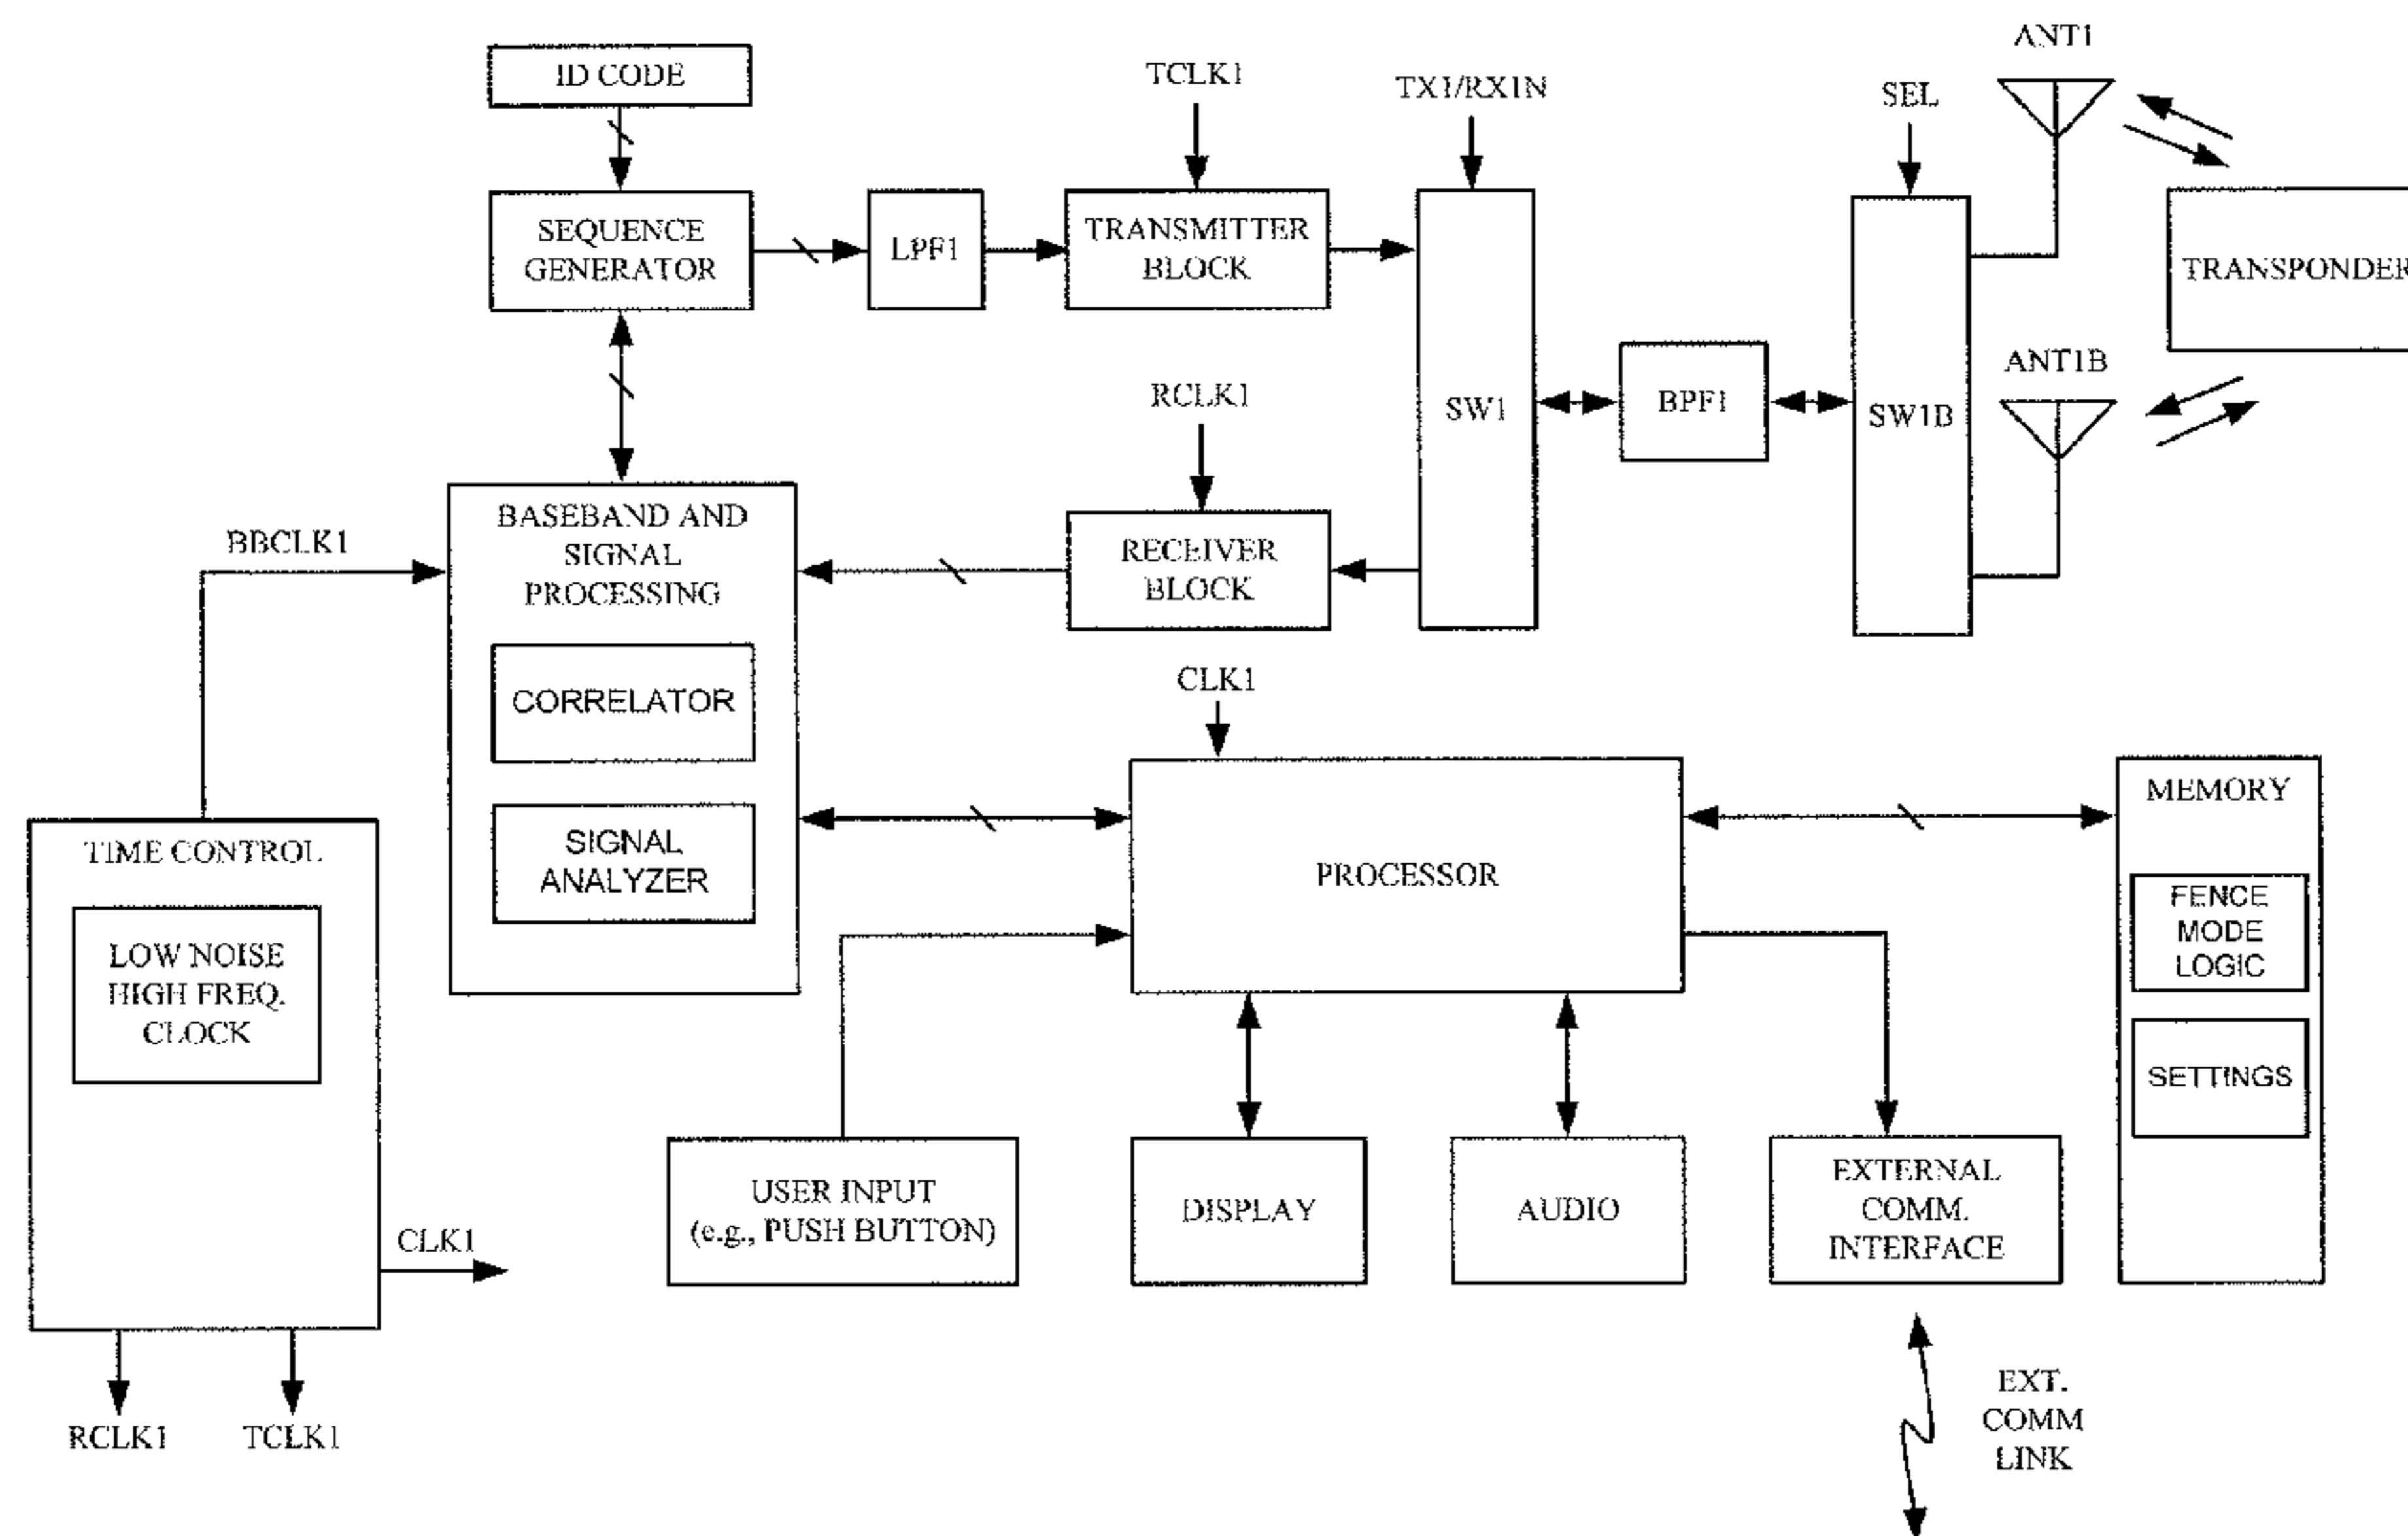 ANT1
ID CODE
TCLK1
TX1/RX1N
SEL
SEQUENCE
GENERATOR
LPF1
TRANSMITTER
BLOCK
TRANSPONDER
ANT1B
RCLK1
SW1
BPF1
SW1B
BASEBAND AND
SIGNAL
PROCESSING
BBCLK1
RECEIVER
BLOCK
CORRELATOR
CLK1
MEMORY
TIME CONTROL
SIGNAL
ANALYZER
PROCESSOR
FENCE
MODE
LOGIC
LOW NOISE
HIGH FREQ.
CLOCK
SETTINGS
USER INPUT
(e.g., PUSH BUTTON)
DISPLAY
AUDIO
EXTERNAL
COMM.
INTERFACE
CLK1
RCLK1
TCLK1
EXT.
COMM
LINK